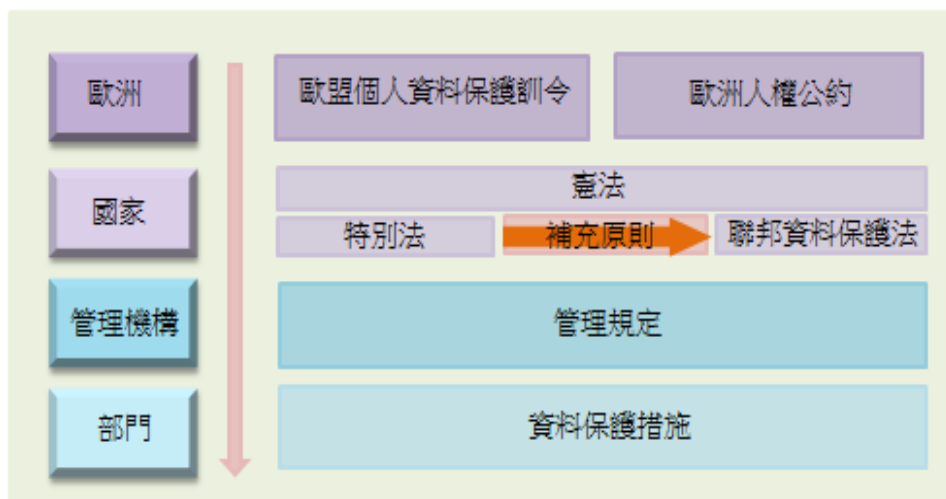 歐洲
歐盟個人資料保護訓令
歐洲人權公約
國家
憲法
特別法
補充原則
聯邦資料保護法
管理機構
管理規定
部門
資料保護措施